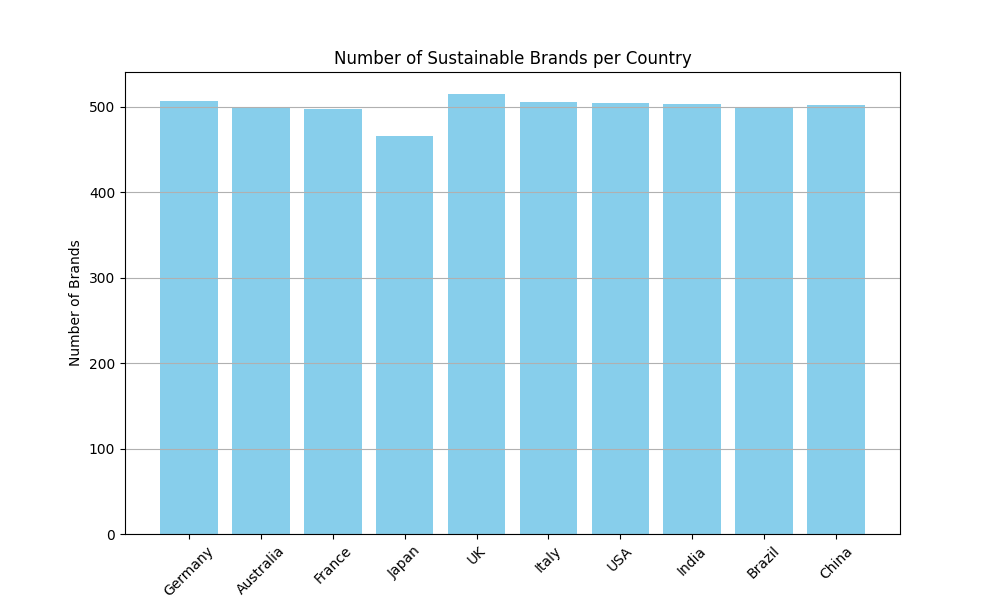 Number of Sustainable Brands per Country
Number of Brands
500
400
300
200
100
0
Germany
Australia
France
Japan
UK
Italy
USA
India
Brazil
China